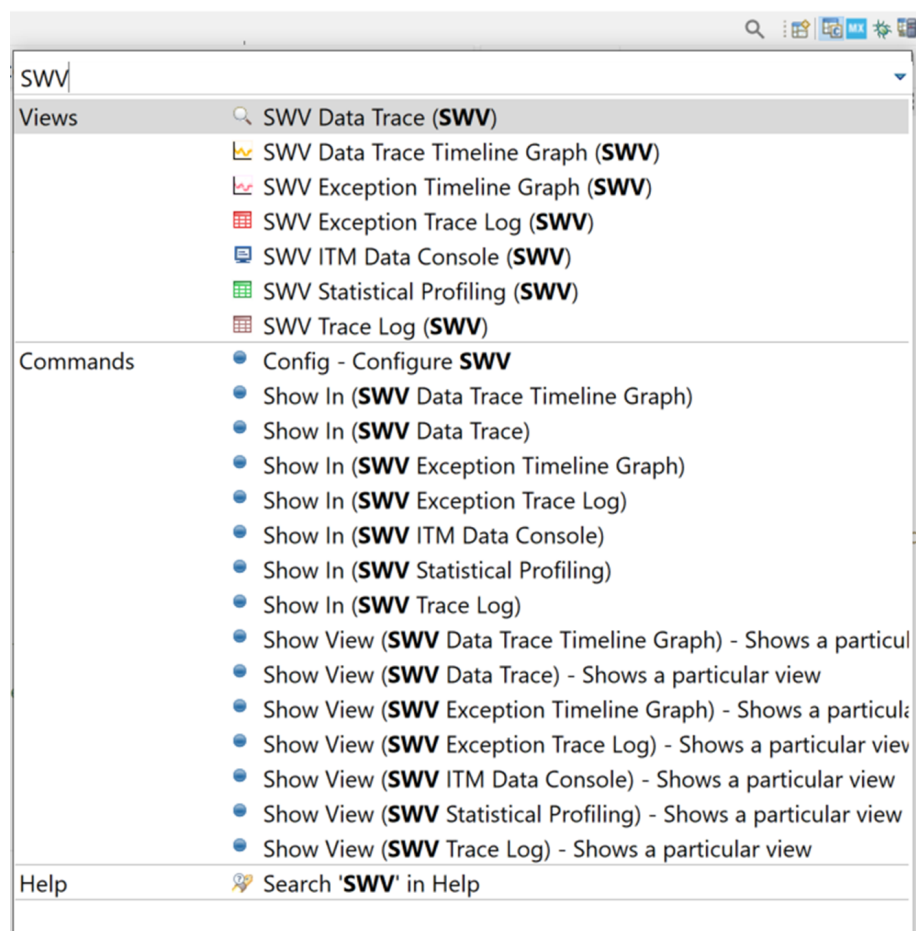 MX
SWV
Views
SWV Data Trace (SWV)
SWV Data Trace Timeline Graph (SWV)
SWV Exception Timeline Graph (SWV)
SWV Exception Trace Log (SWV)
SWV ITM Data Console (SWV)
SWV Statistical Profiling (SWV)
SWV Trace Log (SWV)
Commands
Config - Configure SWV
Show In (SWV Data Trace Timeline Graph)
Show In (SWV Data Trace)
Show In (SWV Exception Timeline Graph)
Show In (SWV Exception Trace Log)
Show In (SWV ITM Data Console)
Show In (SWV Statistical Profiling)
Show In (SWV Trace Log)
Show View (SWV Data Trace Timeline Graph) - Shows a particul
Show View (SWV Data Trace) - Shows a particular view
Show View (SWV Exception Timeline Graph) - Shows a particula
Show View (SWV Exception Trace Log) - Shows a particular view
Show View (SWV ITM Data Console) - Shows a particular view
Show View (SWV Statistical Profiling) - Shows a particular view
Show View (SWV Trace Log) - Shows a particular view
Help
Search 'SWV' in Help